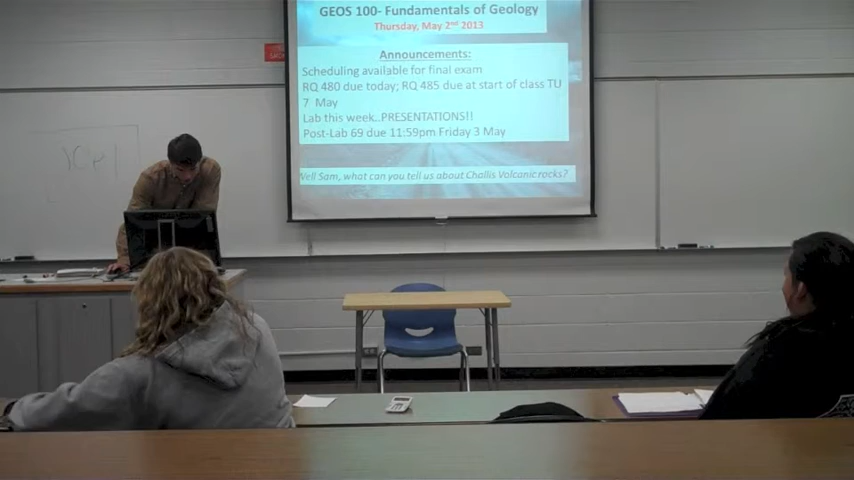 GEOS 100- Fundamentals of Geology
Thursday, May 2nd 2013
Announcements:
Scheduling available for final exam
RQ 480 due today; RQ 485 due at start of class TU
7 May
Lab this week..PRESENTATIONS!!
Post-Lab 69 due 11:59pm Friday 3 May
Well Sam, what can you tell us about Challis Volcanic rocks?